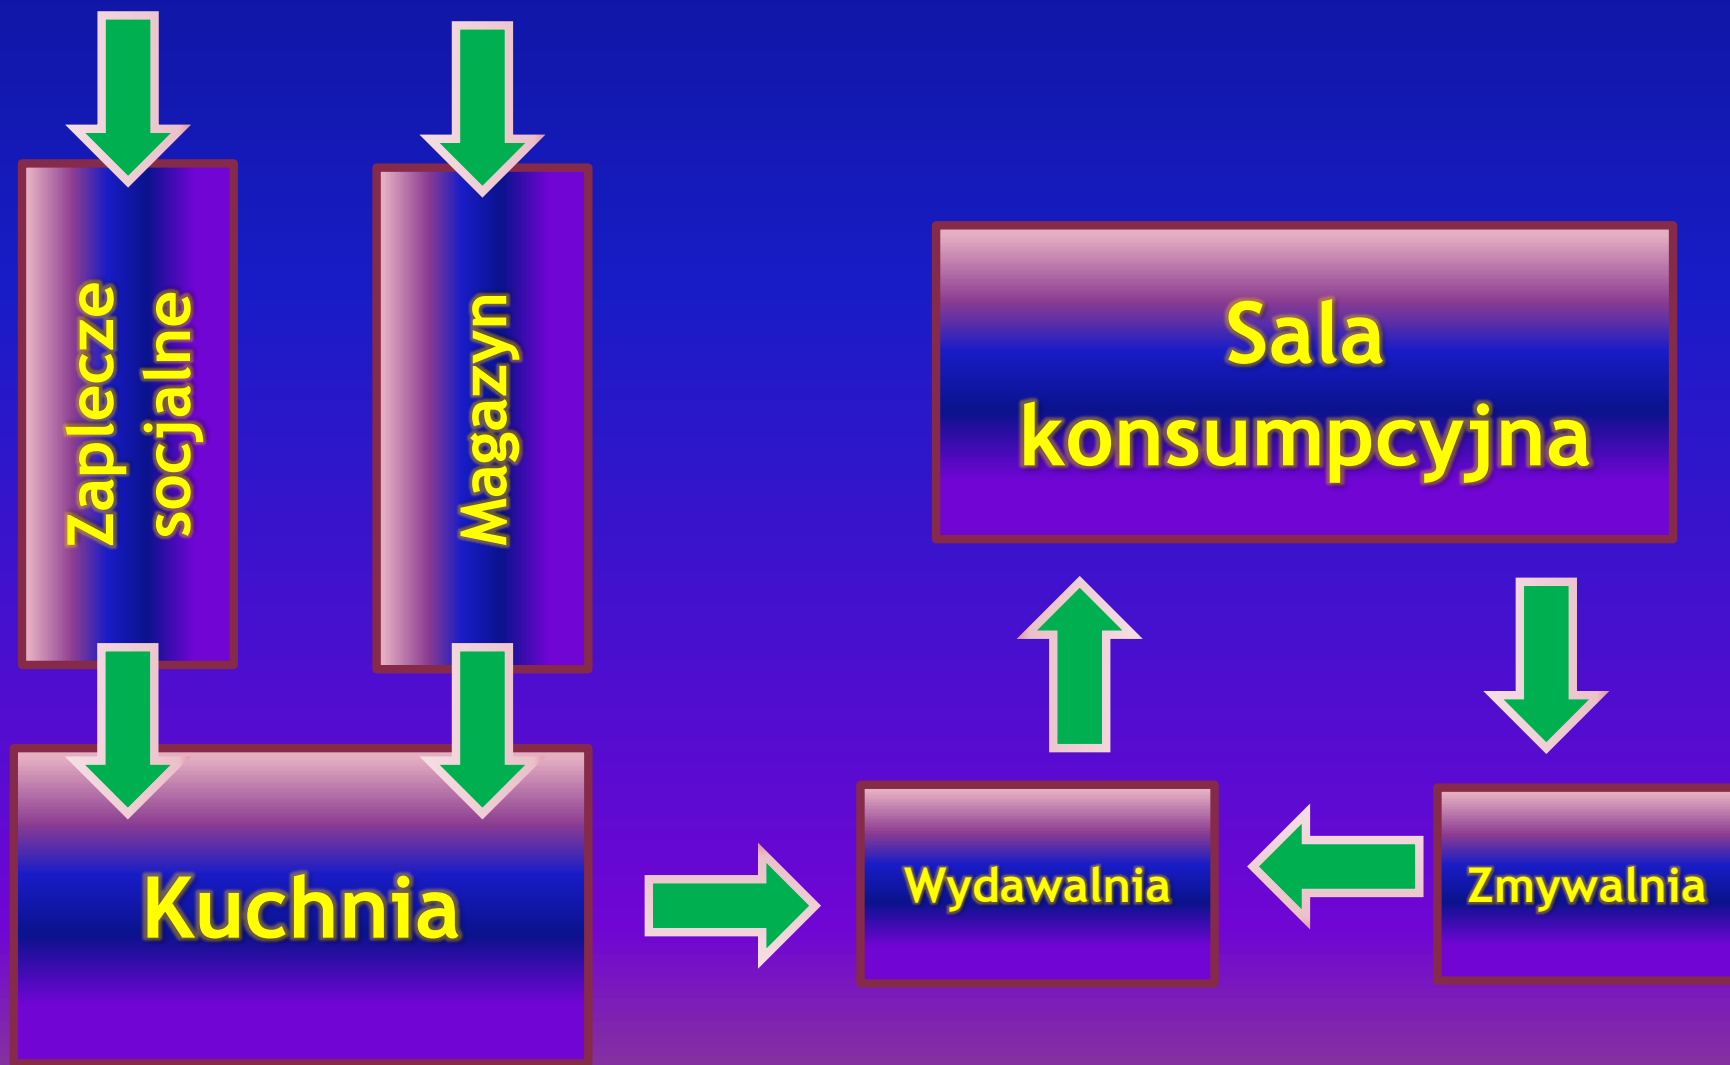 Zaplecze
socjalne
Magazyn
Sala
konsumpcyjna
Kuchnia
Wydawalnia
Zmywalnia